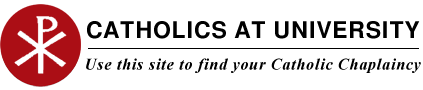 CATHOLICS AT UNIVERSITY
Use this site to find your Catholic Chaplaincy